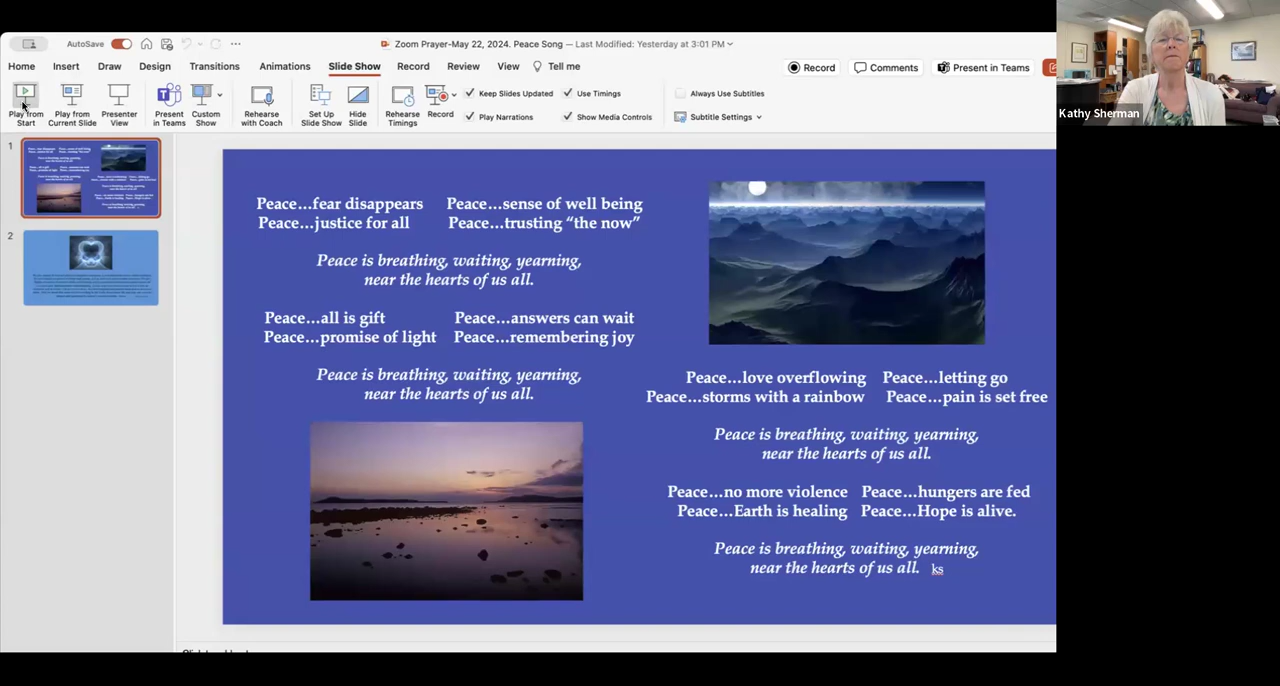 AutoSave
Zoom Prayer-May 22, 2024. Peace Song — Last Modified: Yesterday at 3:01 PM
Home Insert Draw Design Transitions Animations Slide Show Record Review View Tell me
Record Comments Present in Teams
Play from Start
Play from Current Slide
Presenter View
Present in Teams
Custom Show
Rehearse with Coach
Set Up Slide Show
Hide Slide
Rehearse Timings
Record
Keep Slides Updated
Use Timings
Play Narrations
Show Media Controls
Always Use Subtitles
Subtitle Settings
Kathy Sherman
1
2
Peace...fear disappears Peace...sense of well being
Peace...justice for all Peace...trusting “the now”
Peace is breathing, waiting, yearning,
near the hearts of us all.
Peace...all is gift Peace...answers can wait
Peace...promise of light Peace...remembering joy
Peace is breathing, waiting, yearning,
near the hearts of us all.
Peace...love overflowing Peace...letting go
Peace...storms with a rainbow Peace...pain is set free
Peace is breathing, waiting, yearning,
near the hearts of us all.
Peace...no more violence Peace...hungers are fed
Peace...Earth is healing Peace...Hope is alive.
Peace is breathing, waiting, yearning,
near the hearts of us all. ks